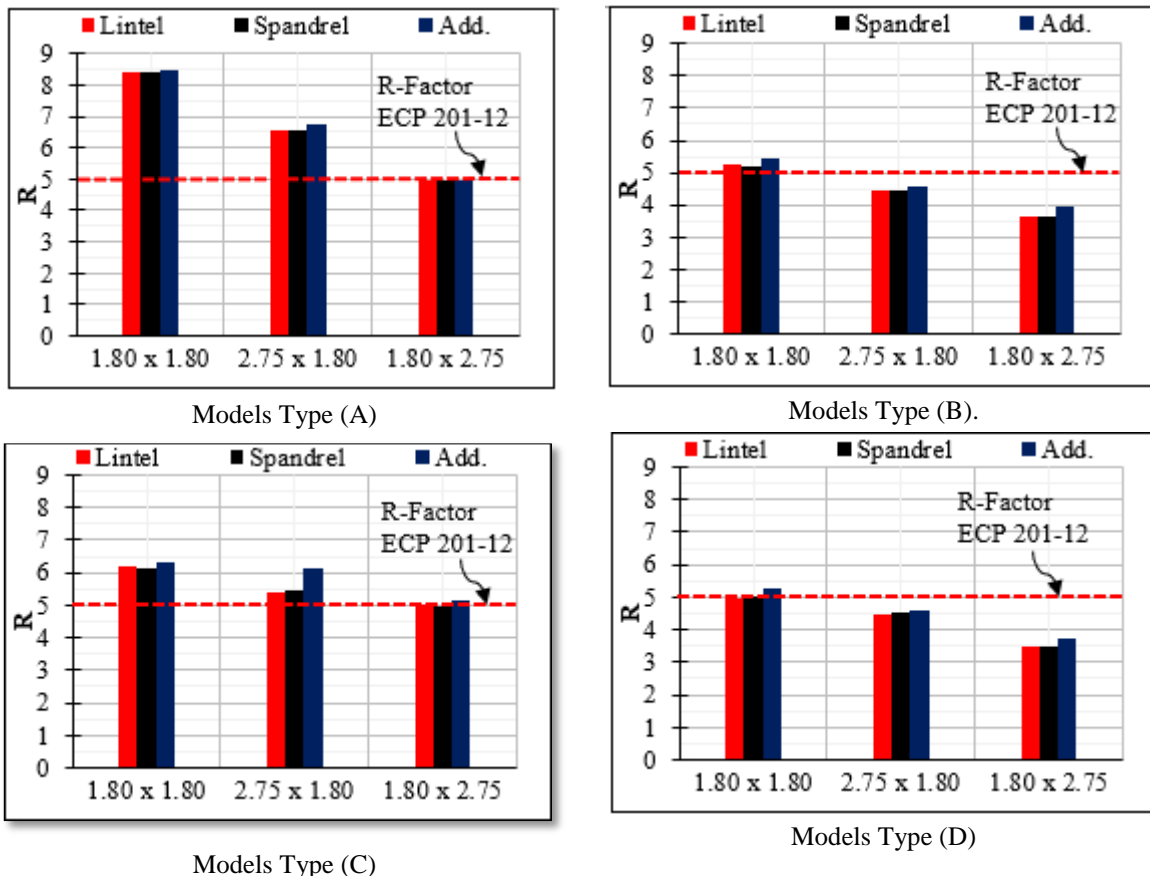 Lintel Spandrel Add.
9
8
7
6
5
4
3
2
1
0
R
R-Factor
ECP 201-12
1.80 x 1.80 2.75 x 1.80 1.80 x 2.75
Models Type (A)
Lintel Spandrel Add.
9
8
7
6
5
4
3
2
1
0
R
R-Factor
ECP 201-12
1.80 x 1.80 2.75 x 1.80 1.80 x 2.75
Models Type (B).
Lintel Spandrel Add.
9
8
7
6
5
4
3
2
1
0
R
R-Factor
ECP 201-12
1.80 x 1.80 2.75 x 1.80 1.80 x 2.75
Models Type (C)
Lintel Spandrel Add.
9
8
7
6
5
4
3
2
1
0
R
R-Factor
ECP 201-12
1.80 x 1.80 2.75 x 1.80 1.80 x 2.75
Models Type (D)